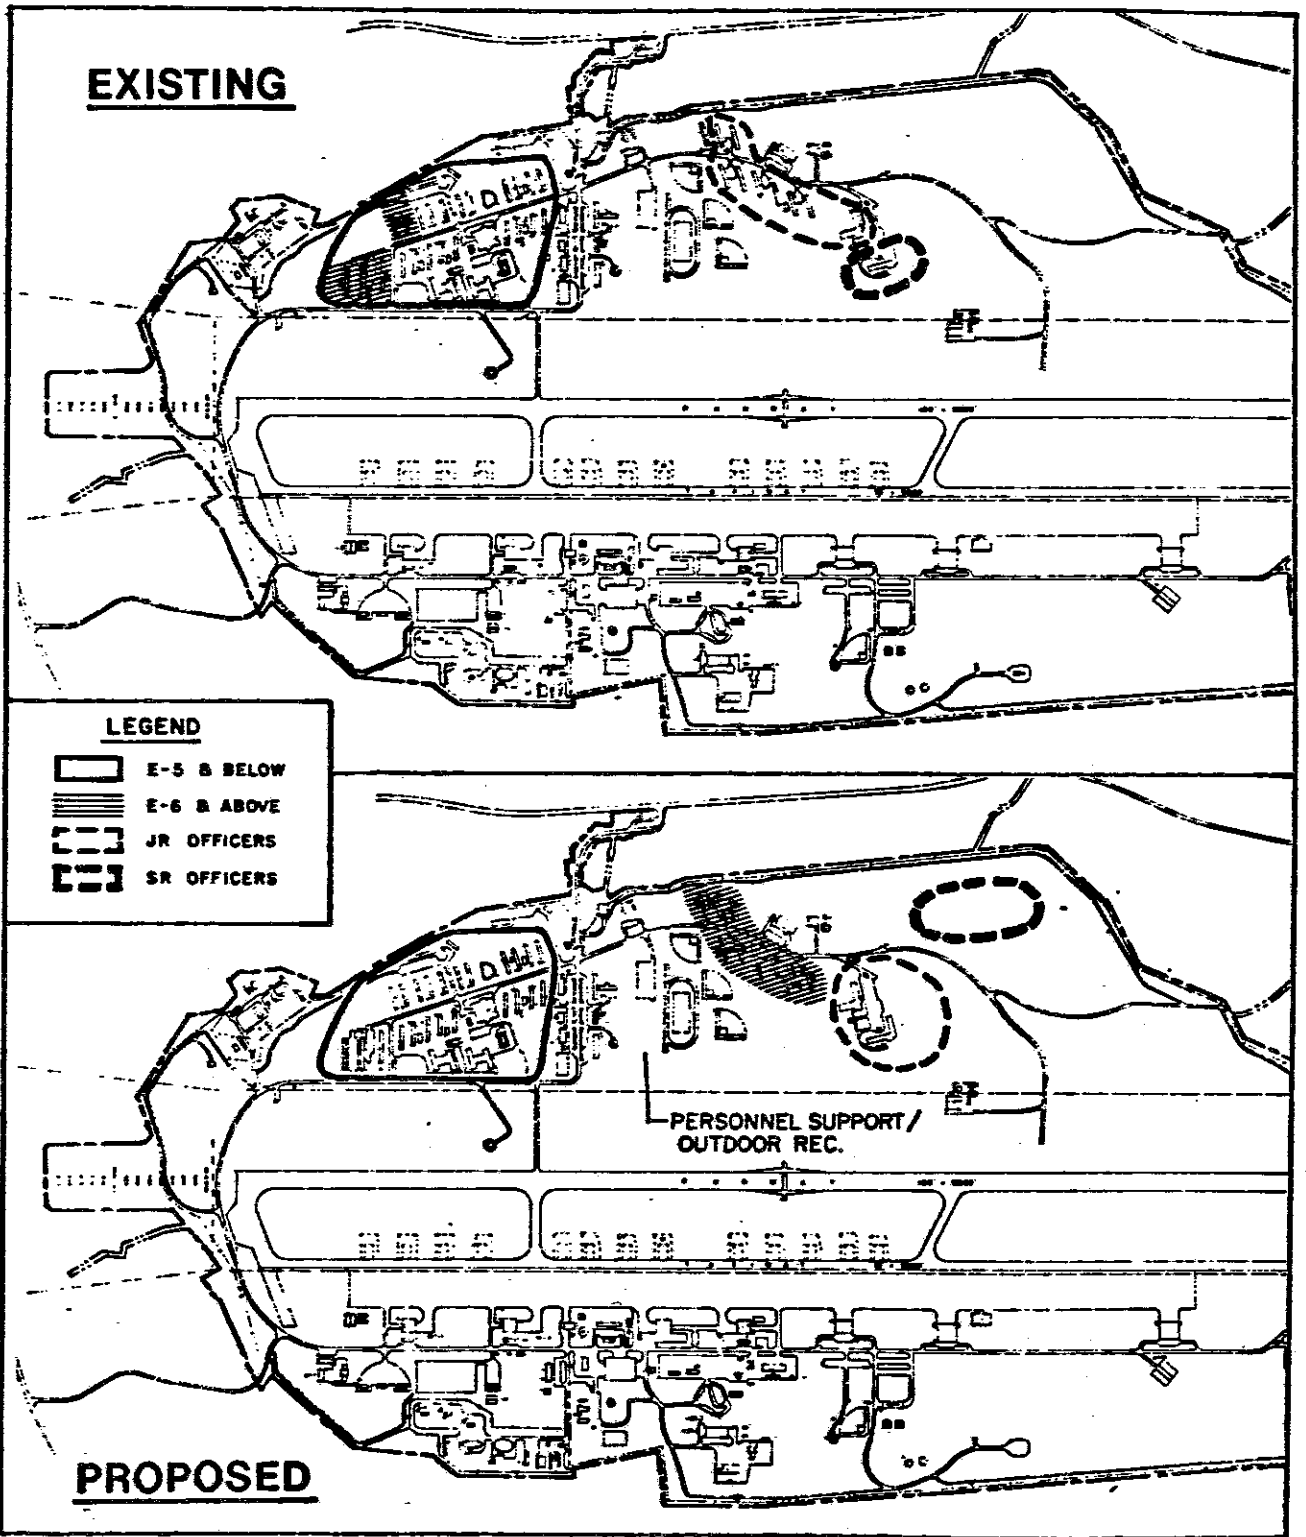 EXISTING
LEGEND
E-5 & BELOW
E-6 & ABOVE
JR OFFICERS
SR OFFICERS
PERSONNEL SUPPORT/
OUTDOOR REC.
PROPOSED